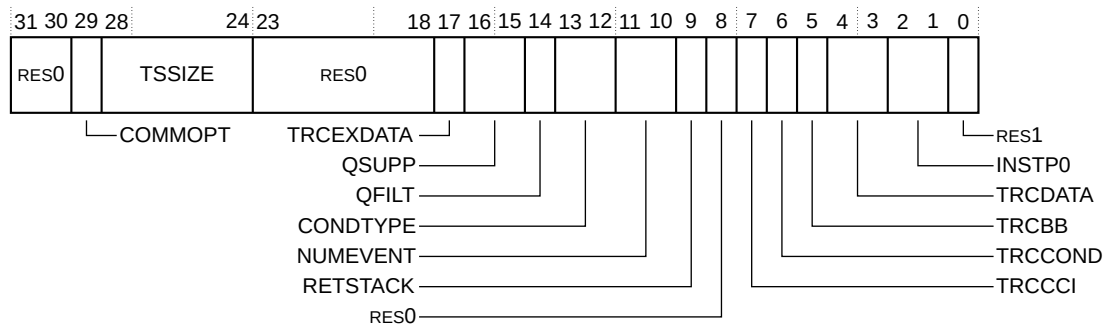 31 30 29 28 24 23 18 17 16 15 14 13 12 11 10 9 8 7 6 5 4 3 2 1 0
RES0 TSSIZE RES0
COMMOPT TRCEXDATA RES1
QSUPP INSTP0
QFILT TRCDATA
CONDTYPE TRCBB
NUMEVENT TRCCOND
RETSTACK TRCCCI
RES0